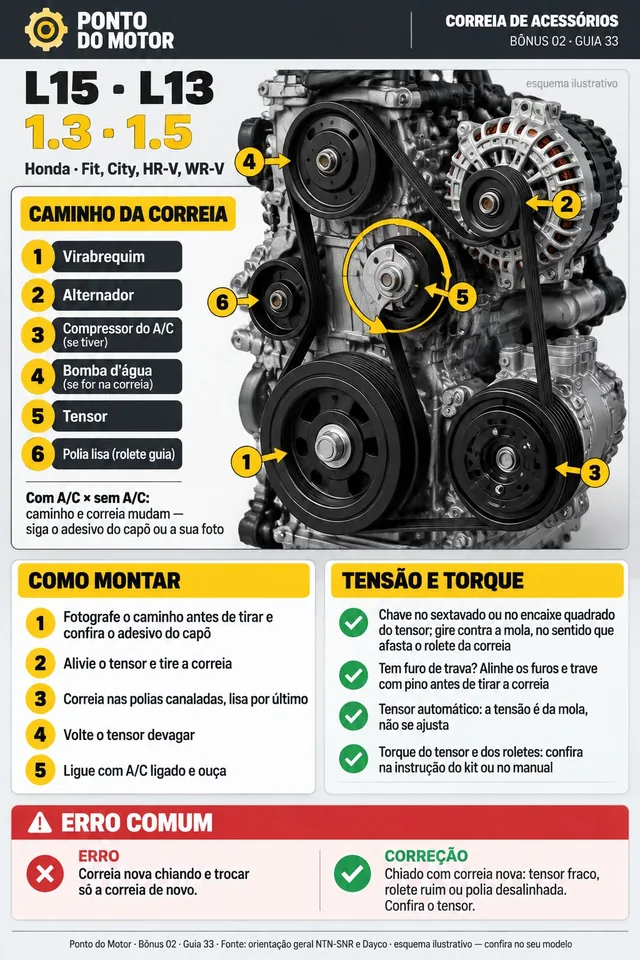 PONTO
DO MOTOR
CORREIA DE ACESSÓRIOS
BÔNUS 02 · GUIA 33
L15 · L13
1.3 · 1.5
Honda · Fit, City, HR-V, WR-V
esquema ilustrativo
CAMINHO DA CORREIA
1 Virabrequim
2 Alternador
3 Compressor do A/C
(se tiver)
4 Bomba d'água
(se for na correia)
5 Tensor
6 Polia lisa (rolete guia)
Com A/C × sem A/C:
caminho e correia mudam —
siga o adesivo do capô ou a sua foto
4
2
6
5
1
3
COMO MONTAR
1 Fotografe o caminho antes de tirar e
confira o adesivo do capô
2 Alivie o tensor e tire a correia
3 Correia nas polias canaladas, lisa por último
4 Volte o tensor devagar
5 Ligue com A/C ligado e ouça
TENSÃO E TORQUE
Chave no sextavado ou no encaixe quadrado
do tensor; gire contra a mola, no sentido que
afasta o rolete da correia
Tem furo de trava? Alinhe os furos e trave
com pino antes de tirar a correia
Tensor automático: a tensão é da mola,
não se ajusta
Torque do tensor e dos roletes: confira
na instrução do kit ou no manual
ERRO COMUM
ERRO
Correia nova chiando e trocar
só a correia de novo.
CORREÇÃO
Chiado com correia nova: tensor fraco,
rolete ruim ou polia desalinhada.
Confira o tensor.
Ponto do Motor · Bônus 02 · Guia 33 · Fonte: orientação geral NTN-SNR e Dayco · esquema ilustrativo — confira no seu modelo